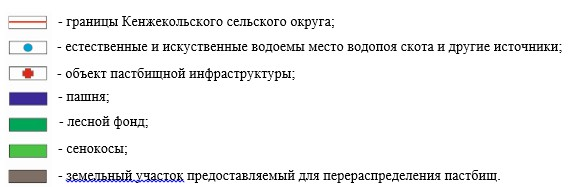 - границы Кенжекольского сельского округа;
- естественные и искуственные водоемы место водопоя скота и другие источники;
- объект пастбищной инфраструктуры;
- пашня;
- лесной фонд;
- сенокосы;
- земельный участок предоставляемый для перераспределения пастбищ.